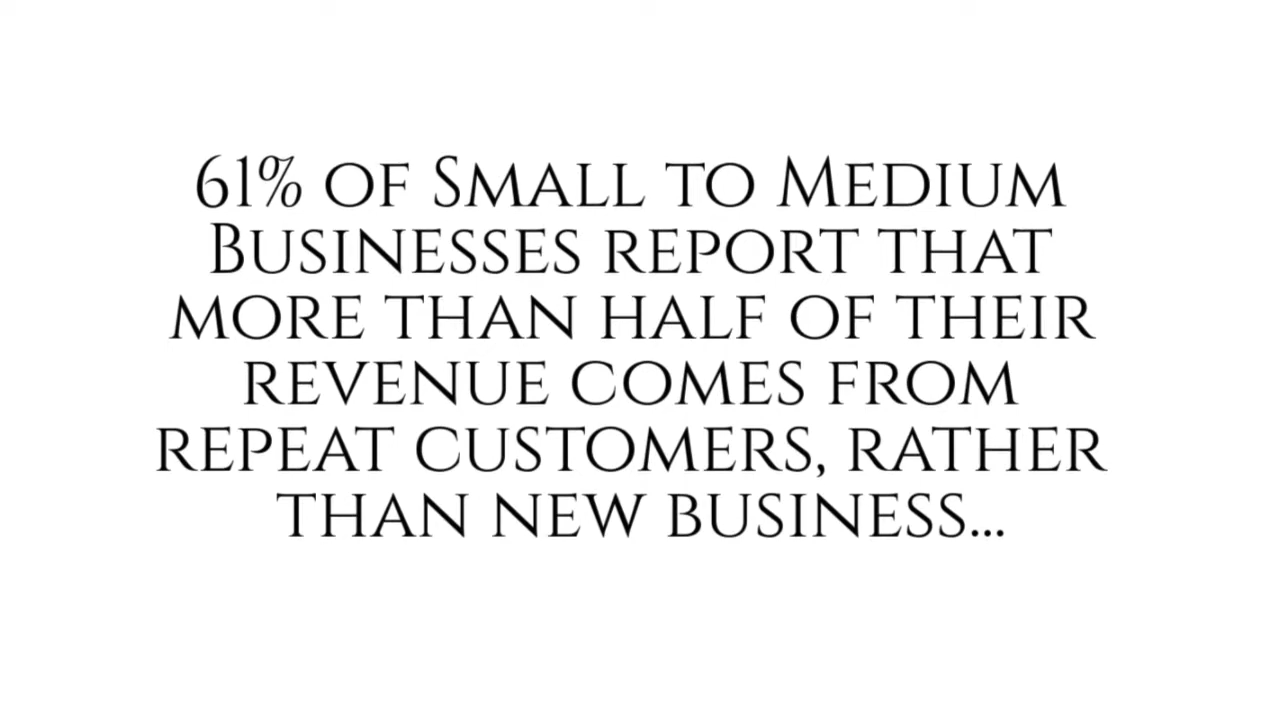 61% of Small to Medium
Businesses report that
more than half of their
revenue comes from
repeat customers, rather
than new business...